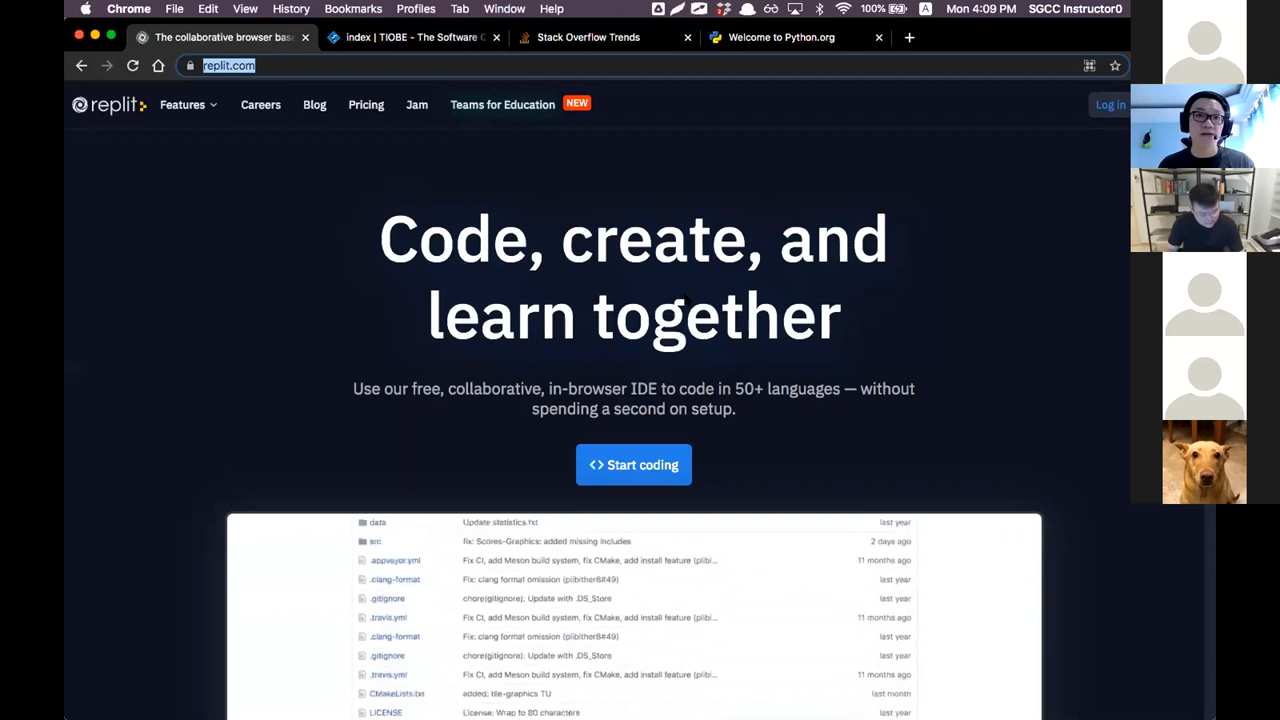 Chrome File Edit View History Bookmarks Profiles Tab Window Help 100% A Mon 4:09 PM SGCC Instructor0
The collaborative browser base
index | TIOBE - The Software C
Stack Overflow Trends
Welcome to Python.org
replit.com
replit
Features
Careers
Blog
Pricing
Jam
Teams for Education
NEW
Log in
Code, create, and
learn together
Use our free, collaborative, in-browser IDE to code in 50+ languages — without
spending a second on setup.
<> Start coding
data Update statistics.txt last year
src fix: Scores-Graphics: added missing includes 2 days ago
.appveyor.yml Fix CI, add Meson build system, fix CMake, add install feature (plibi... 11 months ago
.clang-format Fix: clang format omission (plibither8#49) last year
.gitignore chore(gitignore): Update with .DS_Store last year
.travis.yml Fix CI, add Meson build system, fix CMake, add install feature (plibi... 11 months ago
.clang-format Fix: clang format omission (plibither8#49) last year
.gitignore chore(gitignore): Update with .DS_Store last year
.travis.yml Fix CI, add Meson build system, fix CMake, add install feature (plibi... 11 months ago
CMakeLists.txt added: tile-graphics TU last month
LICENSE License: Wrap to 80 characters last year